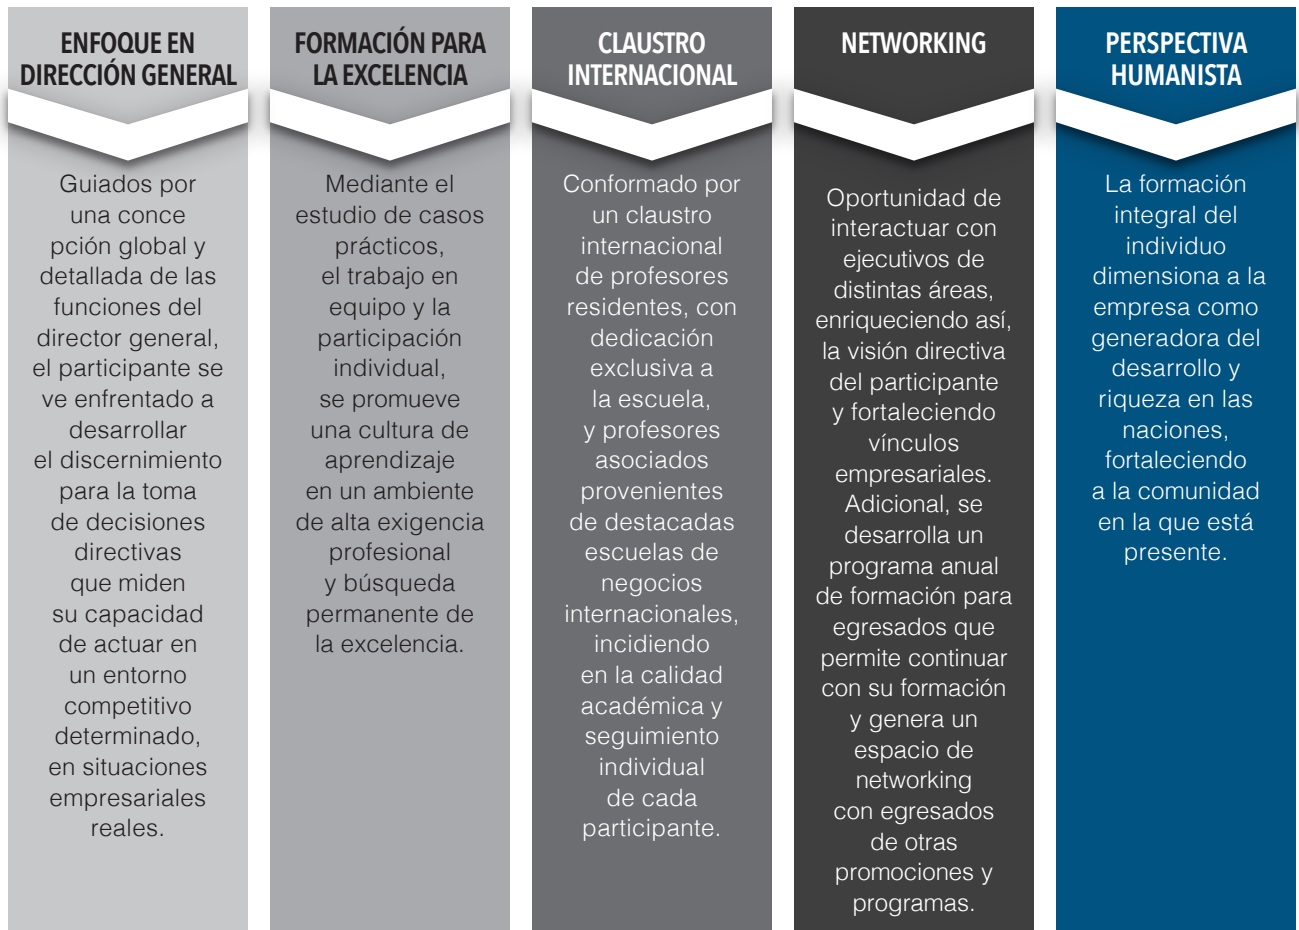 ENFOQUE EN
DIRECCIÓN GENERAL
Guiados por
una conce
pción global y
detallada de las
funciones del
director general,
el participante se
ve enfrentado a
desarrollar
el discernimiento
para la toma
de decisiones
directivas
que miden
su capacidad
de actuar en
un entorno
competitivo
determinado,
en situaciones
empresariales
reales.
FORMACIÓN PARA
LA EXCELENCIA
Mediante el
estudio de casos
prácticos,
el trabajo en
equipo y la
participación
individual,
se promueve
una cultura de
aprendizaje
en un ambiente
de alta exigencia
profesional
y búsqueda
permanente de
la excelencia.
CLAUSTRO
INTERNACIONAL
Conformado por
un claustro
internacional
de profesores
residentes, con
dedicación
exclusiva a
la escuela,
y profesores
asociados
provenientes
de destacadas
escuelas de
negocios
internacionales,
incidiendo
en la calidad
académica y
seguimiento
individual
de cada
participante.
NETWORKING
Oportunidad de
interactuar con
ejecutivos de
distintas áreas,
enriqueciendo así,
la visión directiva
del participante
y fortaleciendo
vínculos
empresariales.
Adicional, se
desarrolla un
programa anual
de formación para
egresados que
permite continuar
con su formación
y genera un
espacio de
networking
con egresados
de otras
promociones y
programas.
PERSPECTIVA
HUMANISTA
La formación
integral del
individuo
dimensiona a la
empresa como
generadora del
desarrollo y
riqueza en las
naciones,
fortaleciendo
a la comunidad
en la que está
presente.